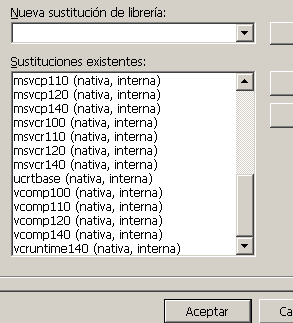 Nueva sustitución de librería:
Sustituciones existentes:
msvcp110 (nativa, interna)
msvcp120 (nativa, interna)
msvcp140 (nativa, interna)
msvcr100 (nativa, interna)
msvcr110 (nativa, interna)
msvcr120 (nativa, interna)
msvcr140 (nativa, interna)
ucrtbase (nativa, interna)
vcomp100 (nativa, interna)
vcomp110 (nativa, interna)
vcomp120 (nativa, interna)
vcomp140 (nativa, interna)
vcruntime140 (nativa, interna)
Aceptar
Ca